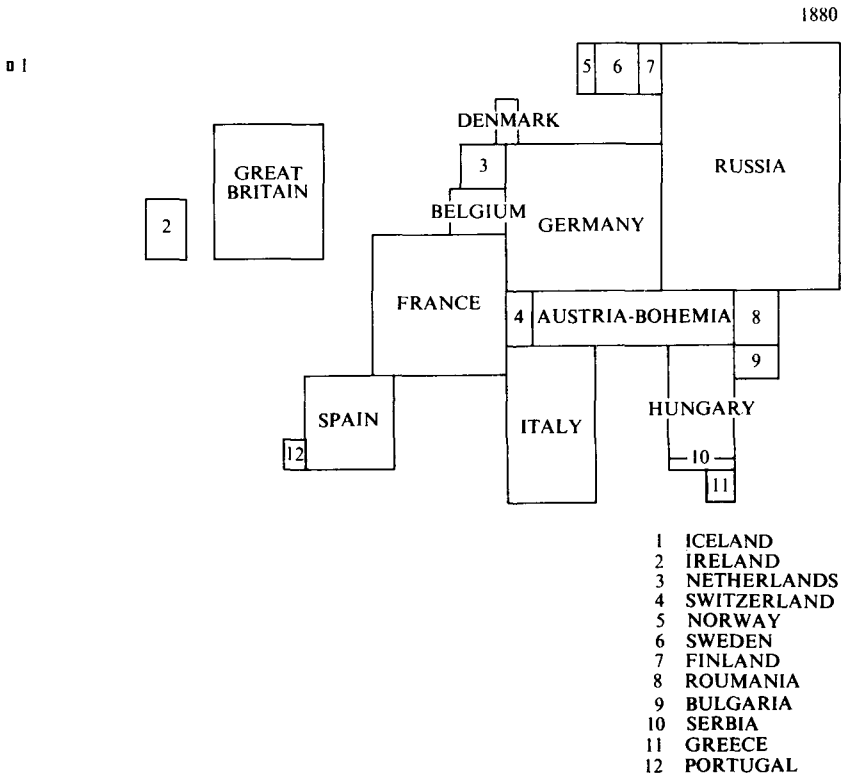 1880
1
5 6 7
DENMARK
3
RUSSIA
GREAT
BRITAIN
BELGIUM
2
GERMANY
FRANCE
4
AUSTRIA-BOHEMIA
8
9
SPAIN
ITALY
HUNGARY
12
10
11
1 ICELAND
2 IRELAND
3 NETHERLANDS
4 SWITZERLAND
5 NORWAY
6 SWEDEN
7 FINLAND
8 ROUMANIA
9 BULGARIA
10 SERBIA
11 GREECE
12 PORTUGAL